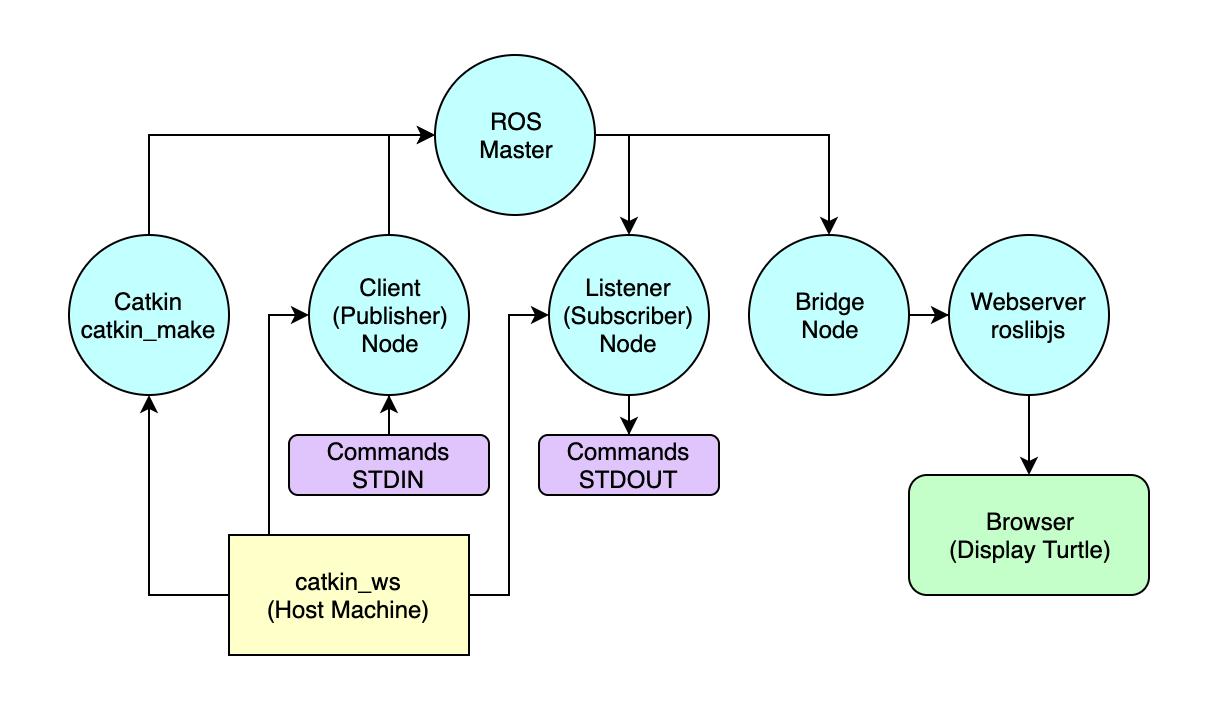 ROS
Master
Catkin
catkin_make
Client
(Publisher)
Node
Listener
(Subscriber)
Node
Bridge
Node
Webserver
roslibjs
Commands
STDIN
Commands
STDOUT
Browser
(Display Turtle)
catkin_ws
(Host Machine)